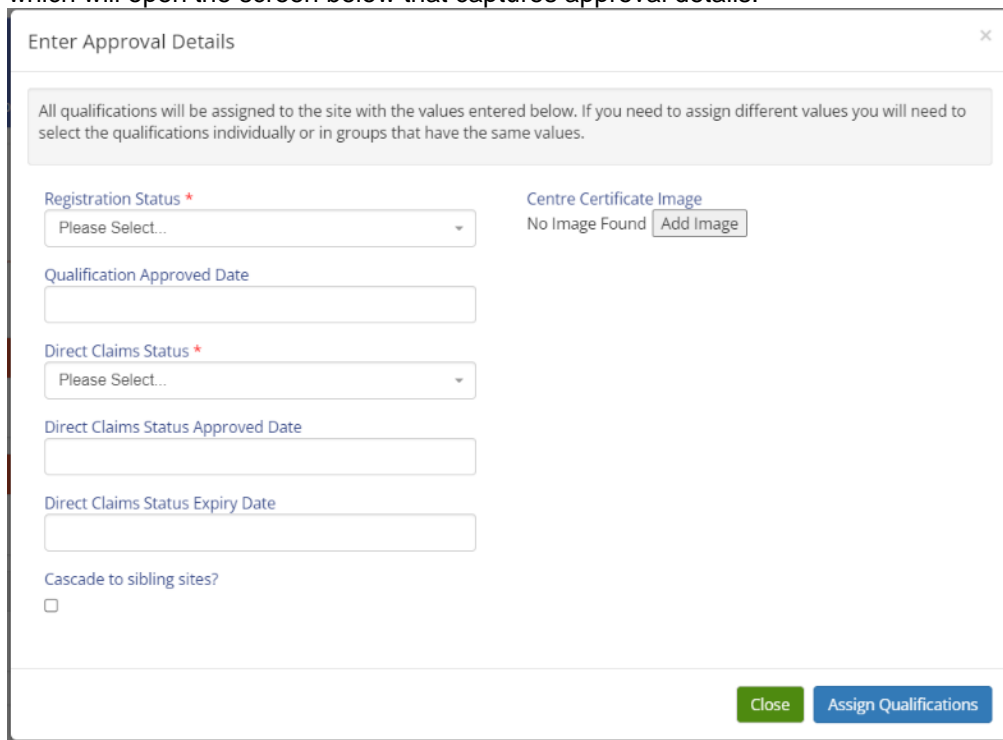 which will open the screen below that captures approval details.
Enter Approval Details
×
All qualifications will be assigned to the site with the values entered below. If you need to assign different values you will need to
select the qualifications individually or in groups that have the same values.
Registration Status *
Please Select...
Qualification Approved Date
Direct Claims Status *
Please Select...
Direct Claims Status Approved Date
Direct Claims Status Expiry Date
Cascade to sibling sites?
Centre Certificate Image
No Image Found Add Image
Close Assign Qualifications